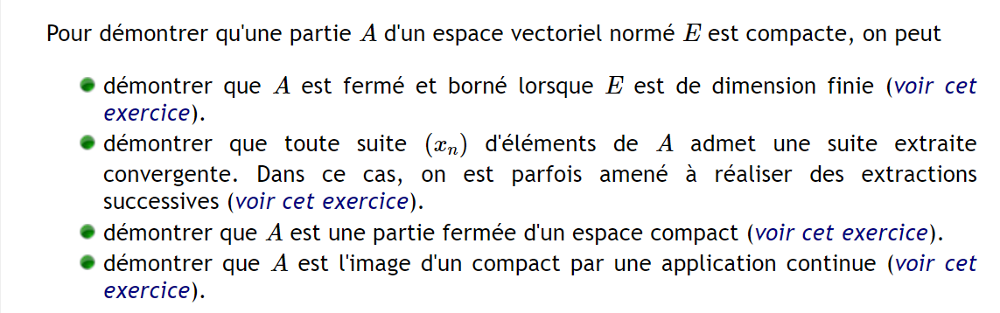 Pour démontrer qu'une partie A d'un espace vectoriel normé E est compacte, on peut
démontrer que A est fermé et borné lorsque E est de dimension finie (voir cet
exercice).
démontrer que toute suite (xₙ) d'éléments de A admet une suite extraite
convergente. Dans ce cas, on est parfois amené à réaliser des extractions
successives (voir cet exercice).
démontrer que A est une partie fermée d'un espace compact (voir cet exercice).
démontrer que A est l'image d'un compact par une application continue (voir cet
exercice).